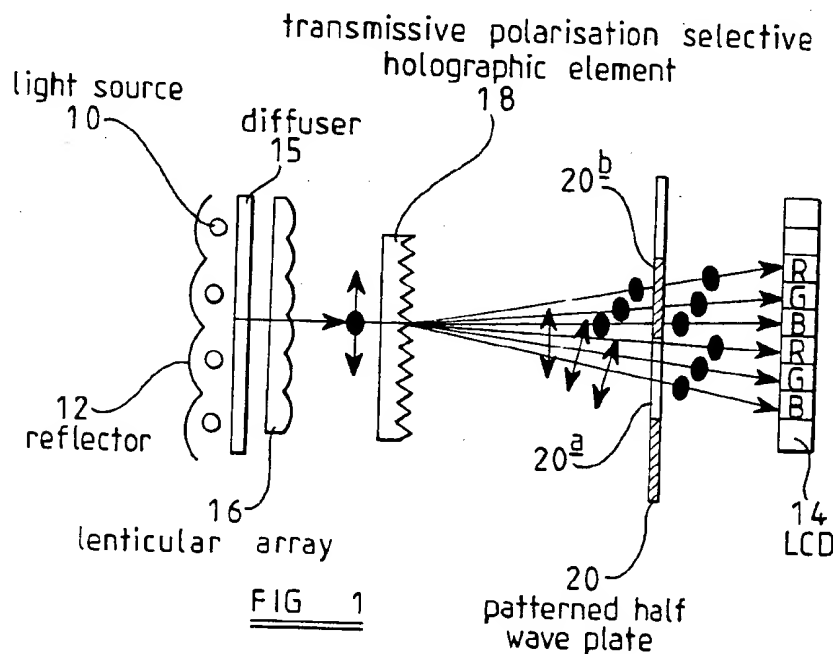 transmissive polarisation selective
holographic element
18
light source
10
diffuser
15
20b
R
G
B
R
G
B
12
reflector
20a
16
lenticular array
14
LCD
20
patterned half
wave plate
FIG 1